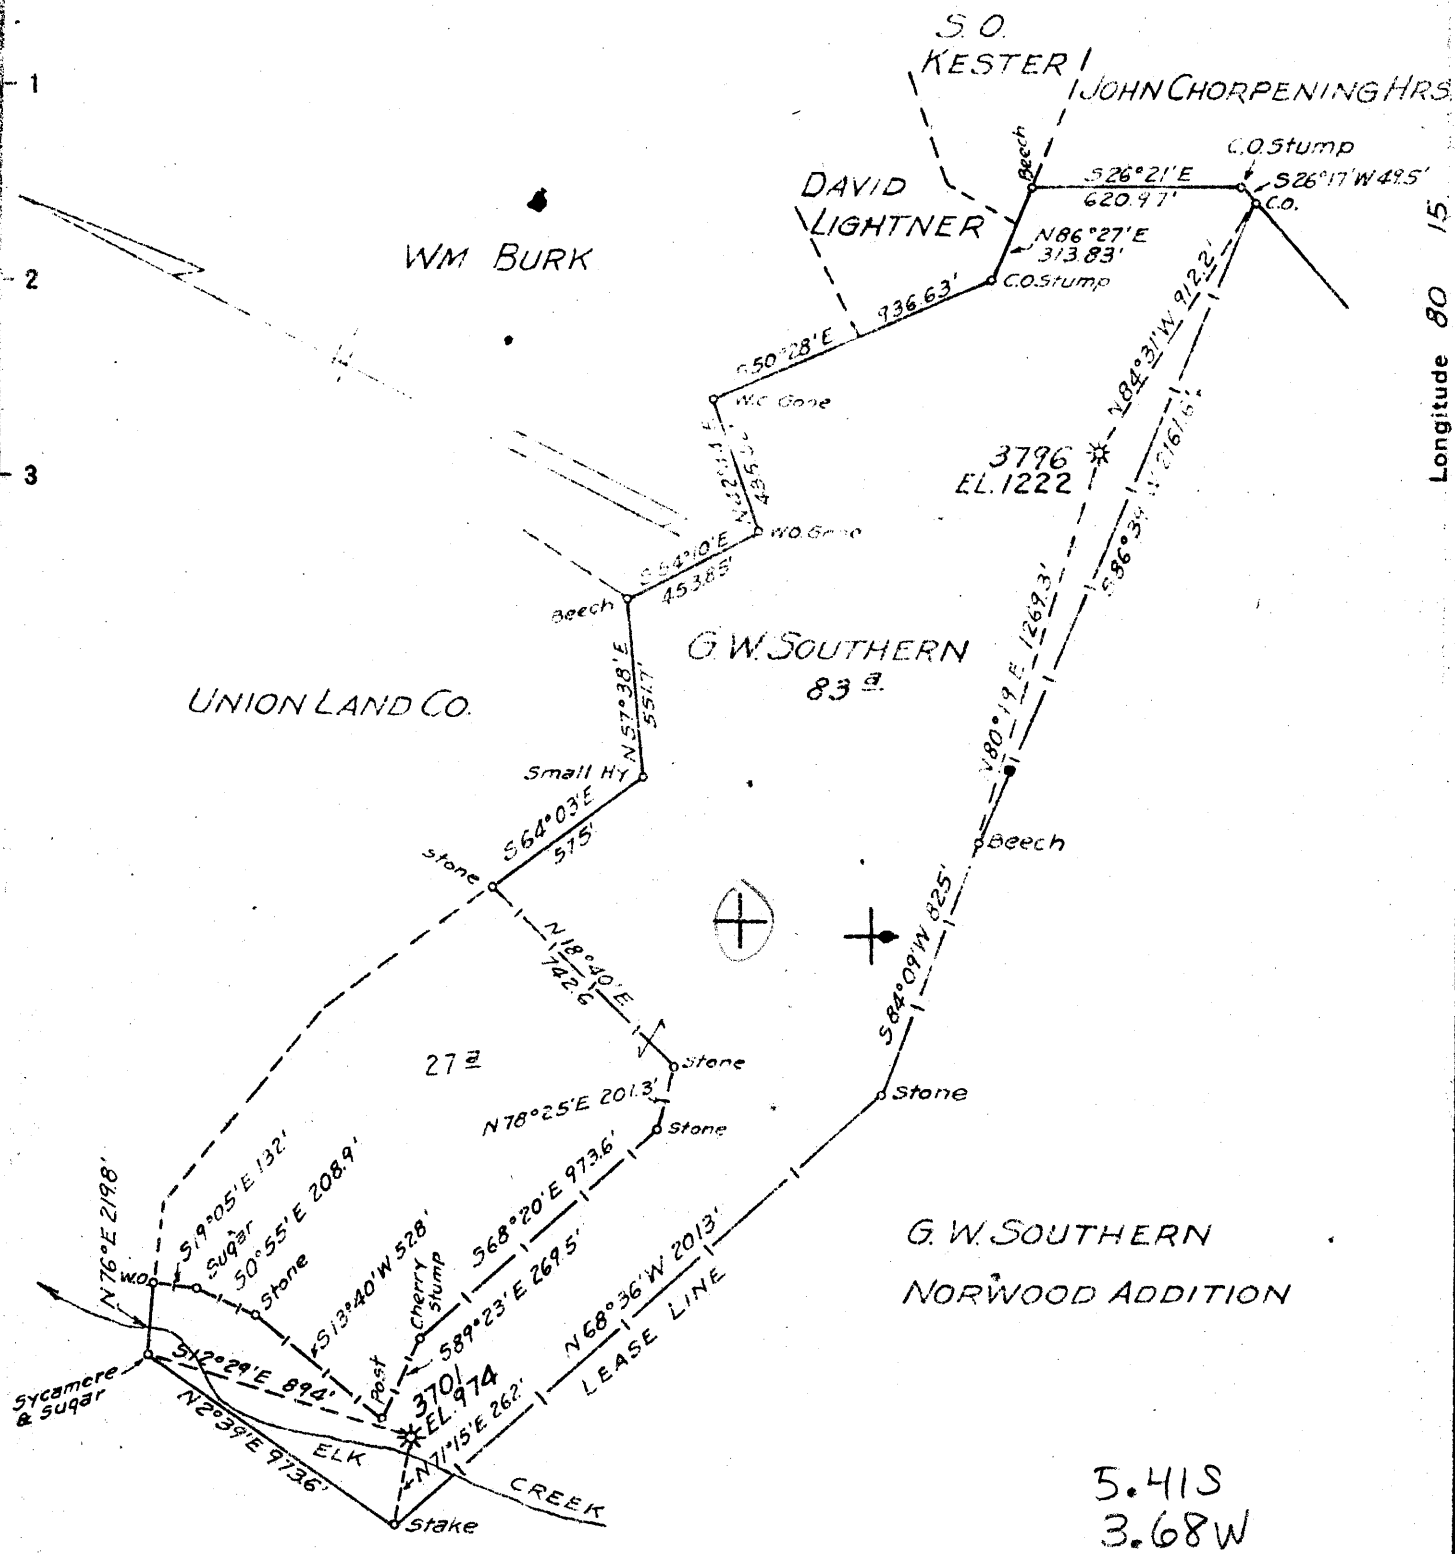 1
2
3
S.O.
KESTER
JOHN CHORPENING HRS.
Beech
C.O. Stump
S26°21'E
620.97'
S26°17'W 49.5'
C.O.
DAVID
LIGHTNER
N86°27'E
313.83'
C.O. Stump
WM BURK
S50°28'E 936.63'
W.C. Gone
W.O. Gone
N84°31'W 912.2'
3796
EL.1222
Longitude 80 15
S54°10'E
453.85'
Beech
G.W. SOUTHERN
83 a
N80°19'E 1269.3'
UNION LAND CO.
N57°38'E
551.7'
Small Hy
S64°03'E
575'
Stone
Beech
N18°40'E
742.6
S84°09'W 825'
27 a
Stone
N78°25'E 201.3'
Stone
Stone
N76°E 219.8'
S19°05'E 132'
Sugar
S0°55'E 208.9'
Stone
S13°40'W 528'
Cherry
Stump
S68°20'E 973.6'
S89°23'E 269.5'
N68°36'W 2013'
LEASE LINE
G.W. SOUTHERN
NORWOOD ADDITION
W.O.
Sycamere
& Sugar
S12°29'E 894'
Post
3701
EL.974
N71°15'E 262'
N2°39'E 973.6'
ELK
CREEK
Stake
5.41S
3.68W